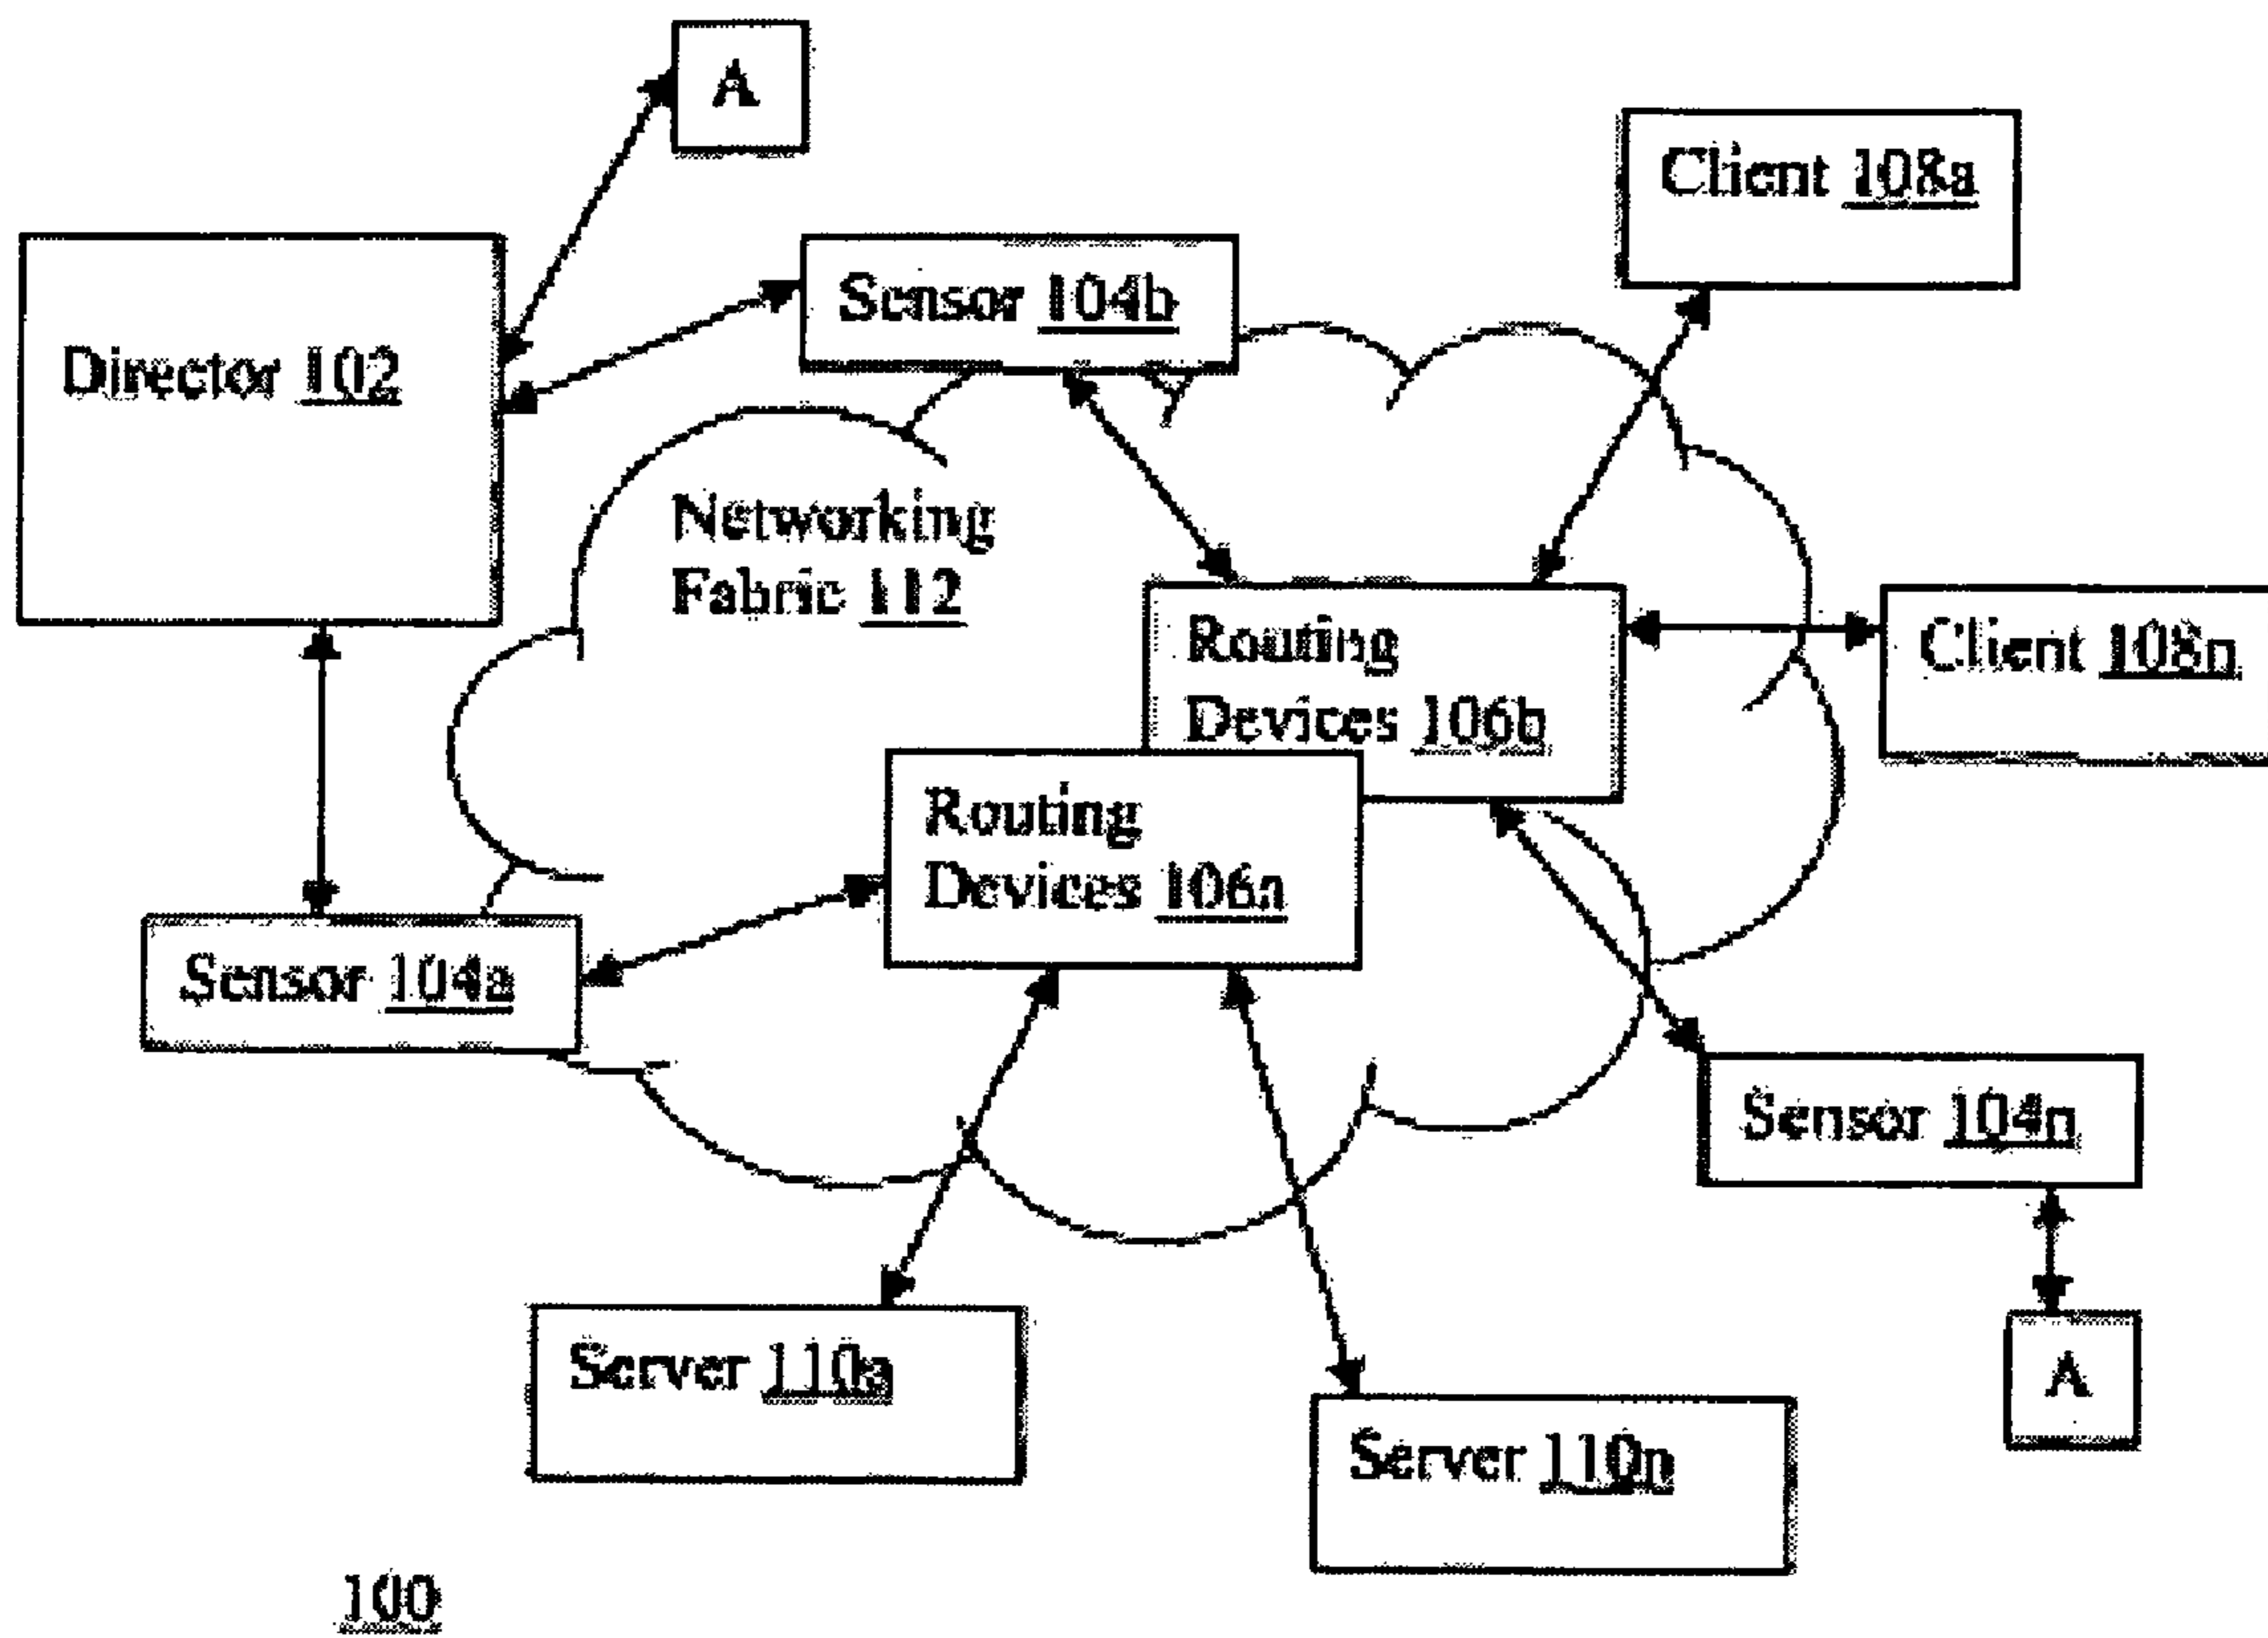 A
Client 108a
Sensor 104b
Director 102
Networking
Fabric 112
Routing
Devices 106b
Client 108n
Routing
Devices 106a
Sensor 104a
Sensor 104n
Server 110a
A
Server 110n
100